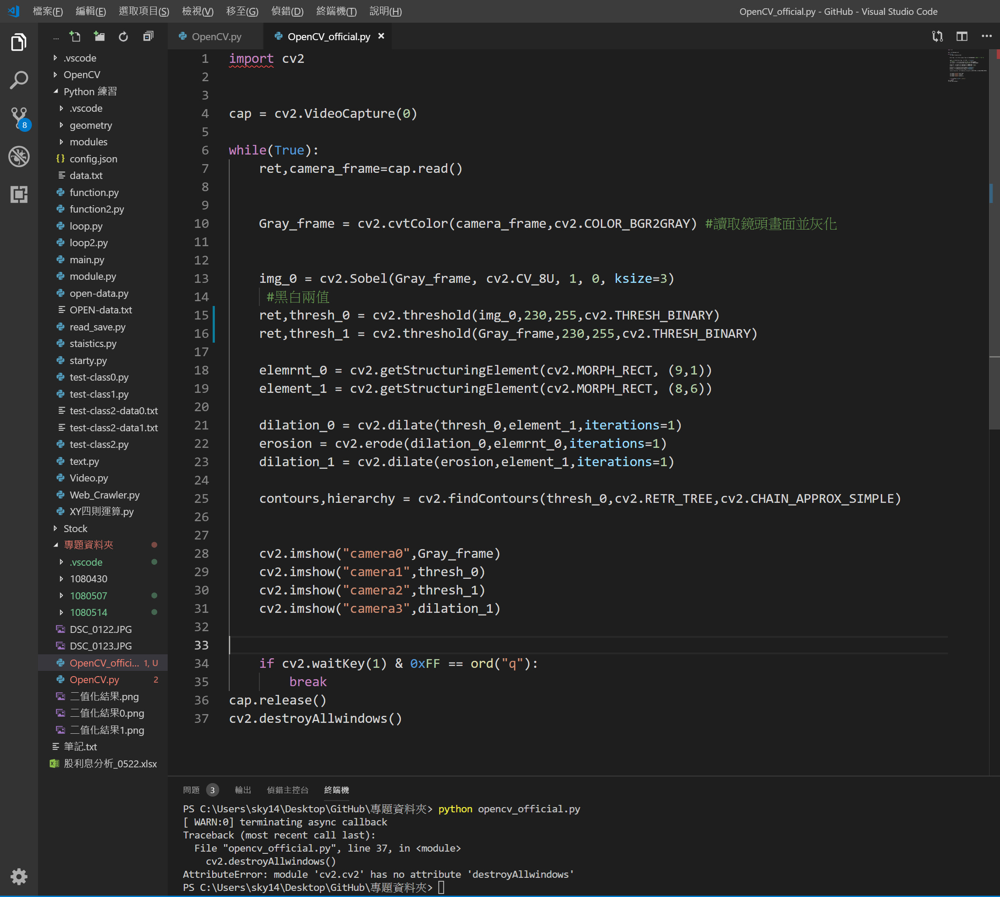 檔案(F) 編輯(E) 選取項目(S) 檢視(V) 移至(G) 偵錯(D) 終端機(T) 說明(H)
OpenCV_official.py - GitHub - Visual Studio Code
...
OpenCV.py
OpenCV_official.py ×
8
.vscode
OpenCV
Python 練習
.vscode
geometry
modules
{} config.json
data.txt
function.py
function2.py
loop.py
loop2.py
main.py
module.py
open-data.py
OPEN-data.txt
read_save.py
staistics.py
starty.py
test-class0.py
test-class1.py
test-class2-data0.txt
test-class2-data1.txt
test-class2.py
text.py
Video.py
Web_Crawler.py
XY四則運算.py
Stock
專題資料夾
.vscode
1080430
1080507
1080514
DSC_0122.JPG
DSC_0123.JPG
OpenCV_offici... 1, U
OpenCV.py 2
二值化結果.png
二值化結果0.png
二值化結果1.png
筆記.txt
股利息分析_0522.xlsx
1 import cv2
2
3
4 cap = cv2.VideoCapture(0)
5
6 while(True):
7     ret,camera_frame=cap.read()
8
9
10     Gray_frame = cv2.cvtColor(camera_frame,cv2.COLOR_BGR2GRAY) #讀取鏡頭畫面並灰化
11
12
13     img_0 = cv2.Sobel(Gray_frame, cv2.CV_8U, 1, 0, ksize=3)
14      #黑白兩值
15     ret,thresh_0 = cv2.threshold(img_0,230,255,cv2.THRESH_BINARY)
16     ret,thresh_1 = cv2.threshold(Gray_frame,230,255,cv2.THRESH_BINARY)
17
18     elemrnt_0 = cv2.getStructuringElement(cv2.MORPH_RECT, (9,1))
19     element_1 = cv2.getStructuringElement(cv2.MORPH_RECT, (8,6))
20
21     dilation_0 = cv2.dilate(thresh_0,element_1,iterations=1)
22     erosion = cv2.erode(dilation_0,elemrnt_0,iterations=1)
23     dilation_1 = cv2.dilate(erosion,element_1,iterations=1)
24
25     contours,hierarchy = cv2.findContours(thresh_0,cv2.RETR_TREE,cv2.CHAIN_APPROX_SIMPLE)
26
27
28     cv2.imshow("camera0",Gray_frame)
29     cv2.imshow("camera1",thresh_0)
30     cv2.imshow("camera2",thresh_1)
31     cv2.imshow("camera3",dilation_1)
32
33
34     if cv2.waitKey(1) & 0xFF == ord("q"):
35         break
36 cap.release()
37 cv2.destroyAllwindows()
問題 3 輸出 偵錯主控台 終端機
PS C:\Users\sky14\Desktop\GitHub\專題資料夾> python opencv_official.py
[ WARN:0] terminating async callback
Traceback (most recent call last):
  File "opencv_official.py", line 37, in <module>
    cv2.destroyAllwindows()
AttributeError: module 'cv2.cv2' has no attribute 'destroyAllwindows'
PS C:\Users\sky14\Desktop\GitHub\專題資料夾>